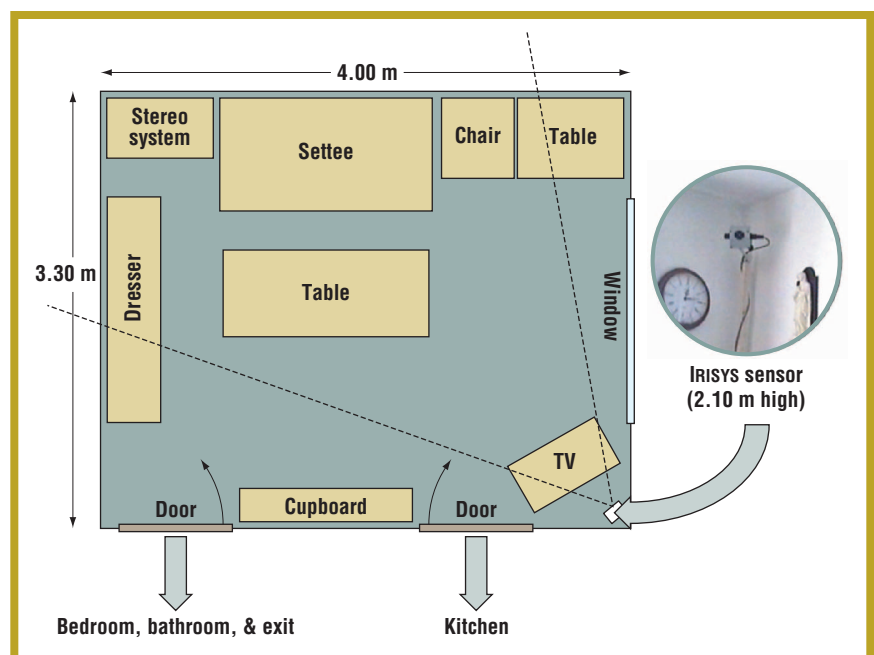 4.00 m
Stereo
system
Settee
Chair
Table
3.30 m
Dresser
Table
Window
IRISYS sensor
(2.10 m high)
TV
Door
Cupboard
Door
Bedroom, bathroom, & exit
Kitchen